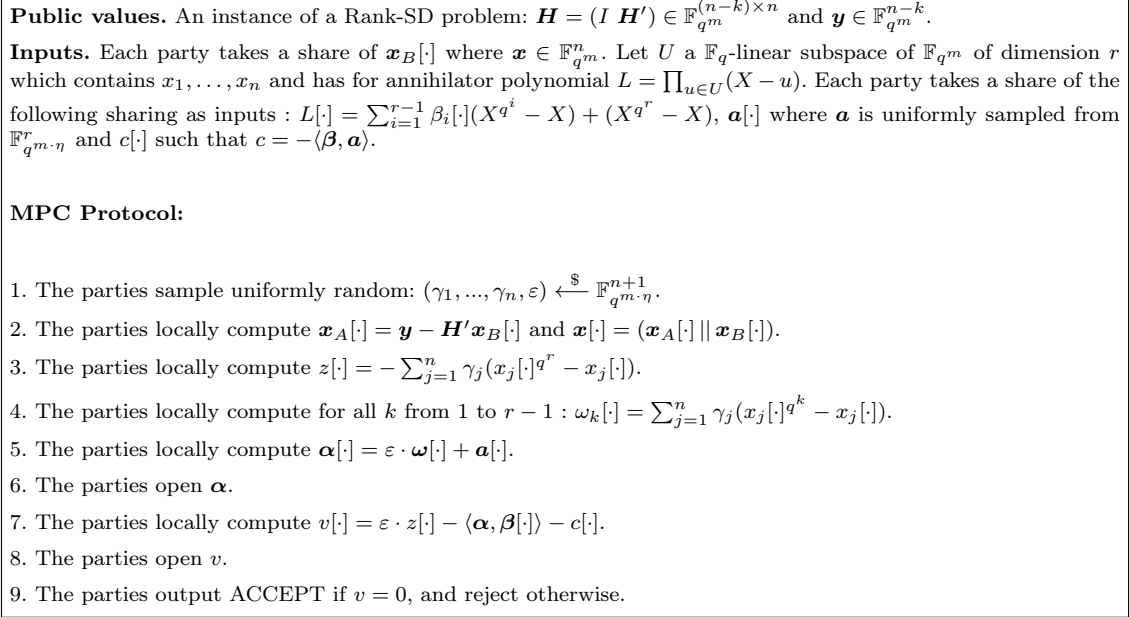 Public values. An instance of a Rank-SD problem: H = (I H′) ∈ 𝔽_{q^m}^{(n−k)×n} and y ∈ 𝔽_{q^m}^{n−k}.
Inputs. Each party takes a share of x_B[·] where x ∈ 𝔽_{q^m}^n. Let U a 𝔽_q-linear subspace of 𝔽_{q^m} of dimension r
which contains x_1, . . . , x_n and has for annihilator polynomial L = ∏_{u∈U}(X − u). Each party takes a share of the
following sharing as inputs : L[·] = ∑_{i=1}^{r−1} β_i[·](X^{q^i} − X) + (X^{q^r} − X), a[·] where a is uniformly sampled from
𝔽_{q^{m·η}}^r and c[·] such that c = −⟨β, a⟩.
MPC Protocol:
1. The parties sample uniformly random: (γ_1, ..., γ_n, ε) ⟵^$ 𝔽_{q^{m·η}}^{n+1}.
2. The parties locally compute x_A[·] = y − H′x_B[·] and x[·] = (x_A[·] || x_B[·]).
3. The parties locally compute z[·] = − ∑_{j=1}^n γ_j(x_j[·]^{q^r} − x_j[·]).
4. The parties locally compute for all k from 1 to r − 1 : ω_k[·] = ∑_{j=1}^n γ_j(x_j[·]^{q^k} − x_j[·]).
5. The parties locally compute α[·] = ε · ω[·] + a[·].
6. The parties open α.
7. The parties locally compute v[·] = ε · z[·] − ⟨α, β[·]⟩ − c[·].
8. The parties open v.
9. The parties output ACCEPT if v = 0, and reject otherwise.